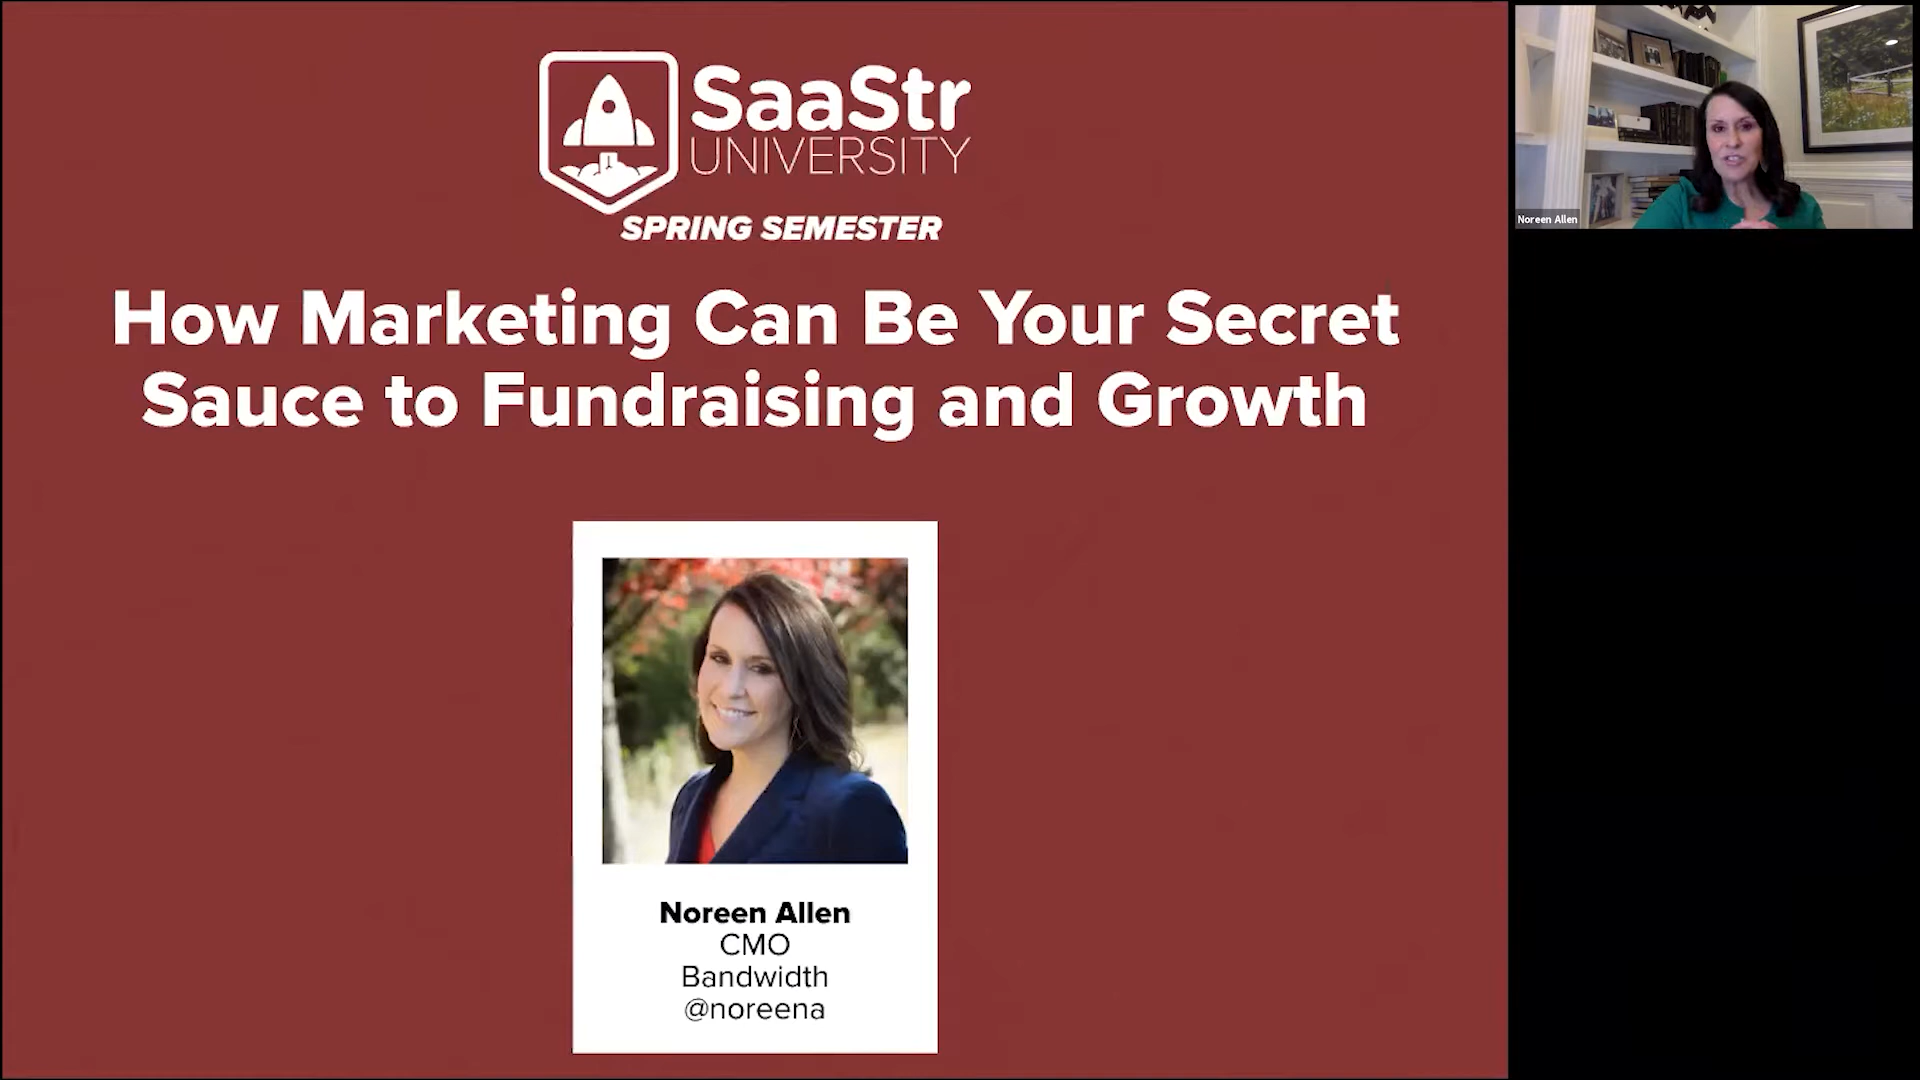 SaaStr
UNIVERSITY
SPRING SEMESTER
How Marketing Can Be Your Secret
Sauce to Fundraising and Growth
Noreen Allen
CMO
Bandwidth
@noreena
Noreen Allen